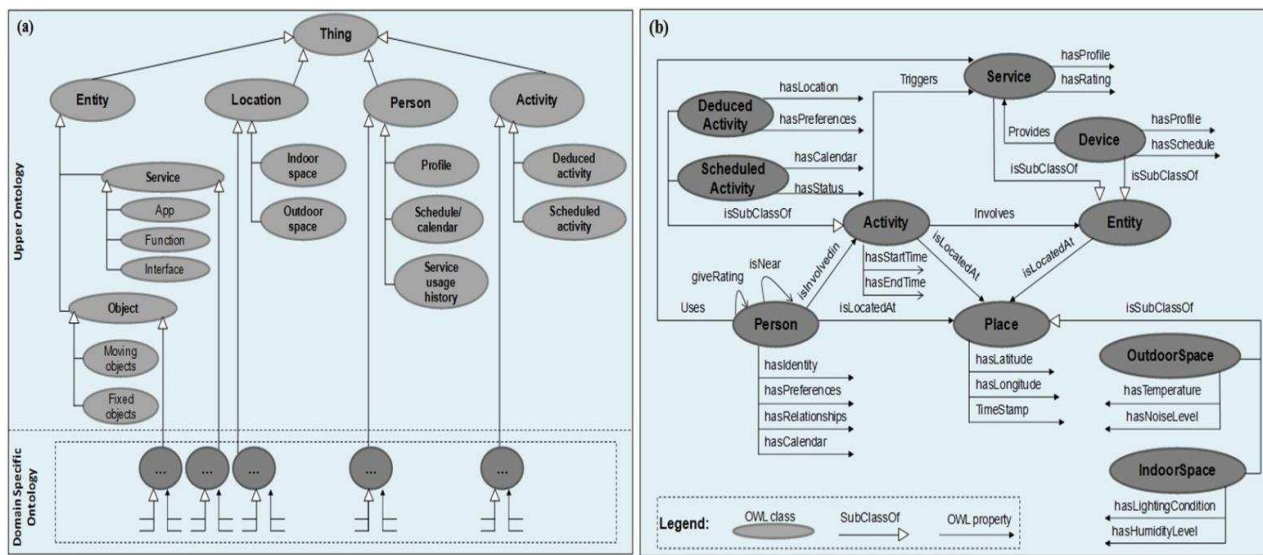 (a)
Thing
Entity
Location
Person
Activity
Indoor
space
Profile
Deduced
activity
Service
App
Outdoor
space
Schedule/
calendar
Scheduled
activity
Function
Interface
Service
usage
history
Object
Moving
objects
Fixed
objects
Upper Ontology
Domain Specific
Ontology
...
...
...
...
...
(b)
Service
hasProfile
hasRating
Triggers
Deduced
Activity
hasLocation
hasPreferences
Provides
Device
hasProfile
hasSchedule
Scheduled
Activity
hasCalendar
hasStatus
isSubClassOf
isSubClassOf
isSubClassOf
Activity
Involves
Entity
hasStartTime
hasEndTime
isLocatedAt
isLocatedAt
isInvolvedin
isNear
giveRating
Uses
Person
isLocatedAt
Place
isSubClassOf
hasIdentity
hasPreferences
hasRelationships
hasCalendar
hasLatitude
hasLongitude
TimeStamp
OutdoorSpace
hasTemperature
hasNoiseLevel
IndoorSpace
hasLightingCondition
hasHumidityLevel
Legend:
OWL class
SubClassOf
OWL property